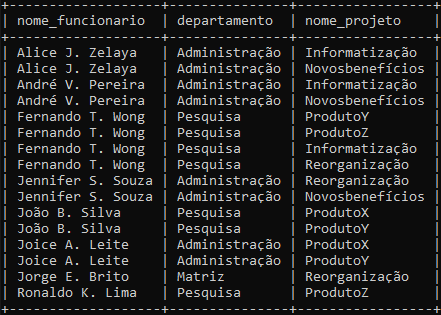 +--------------------+---------------+-----------------+
| nome_funcionario   | departamento  | nome_projeto    |
+--------------------+---------------+-----------------+
| Alice J. Zelaya    | Administração | Informatização  |
| Alice J. Zelaya    | Administração | Novosbenefícios |
| André V. Pereira   | Administração | Informatização  |
| André V. Pereira   | Administração | Novosbenefícios |
| Fernando T. Wong   | Pesquisa      | ProdutoY        |
| Fernando T. Wong   | Pesquisa      | ProdutoZ        |
| Fernando T. Wong   | Pesquisa      | Informatização  |
| Fernando T. Wong   | Pesquisa      | Reorganização   |
| Jennifer S. Souza  | Administração | Reorganização   |
| Jennifer S. Souza  | Administração | Novosbenefícios |
| João B. Silva      | Pesquisa      | ProdutoX        |
| João B. Silva      | Pesquisa      | ProdutoY        |
| Joice A. Leite     | Administração | ProdutoX        |
| Joice A. Leite     | Administração | ProdutoY        |
| Jorge E. Brito     | Matriz        | Reorganização   |
| Ronaldo K. Lima    | Pesquisa      | ProdutoZ        |
+--------------------+---------------+-----------------+